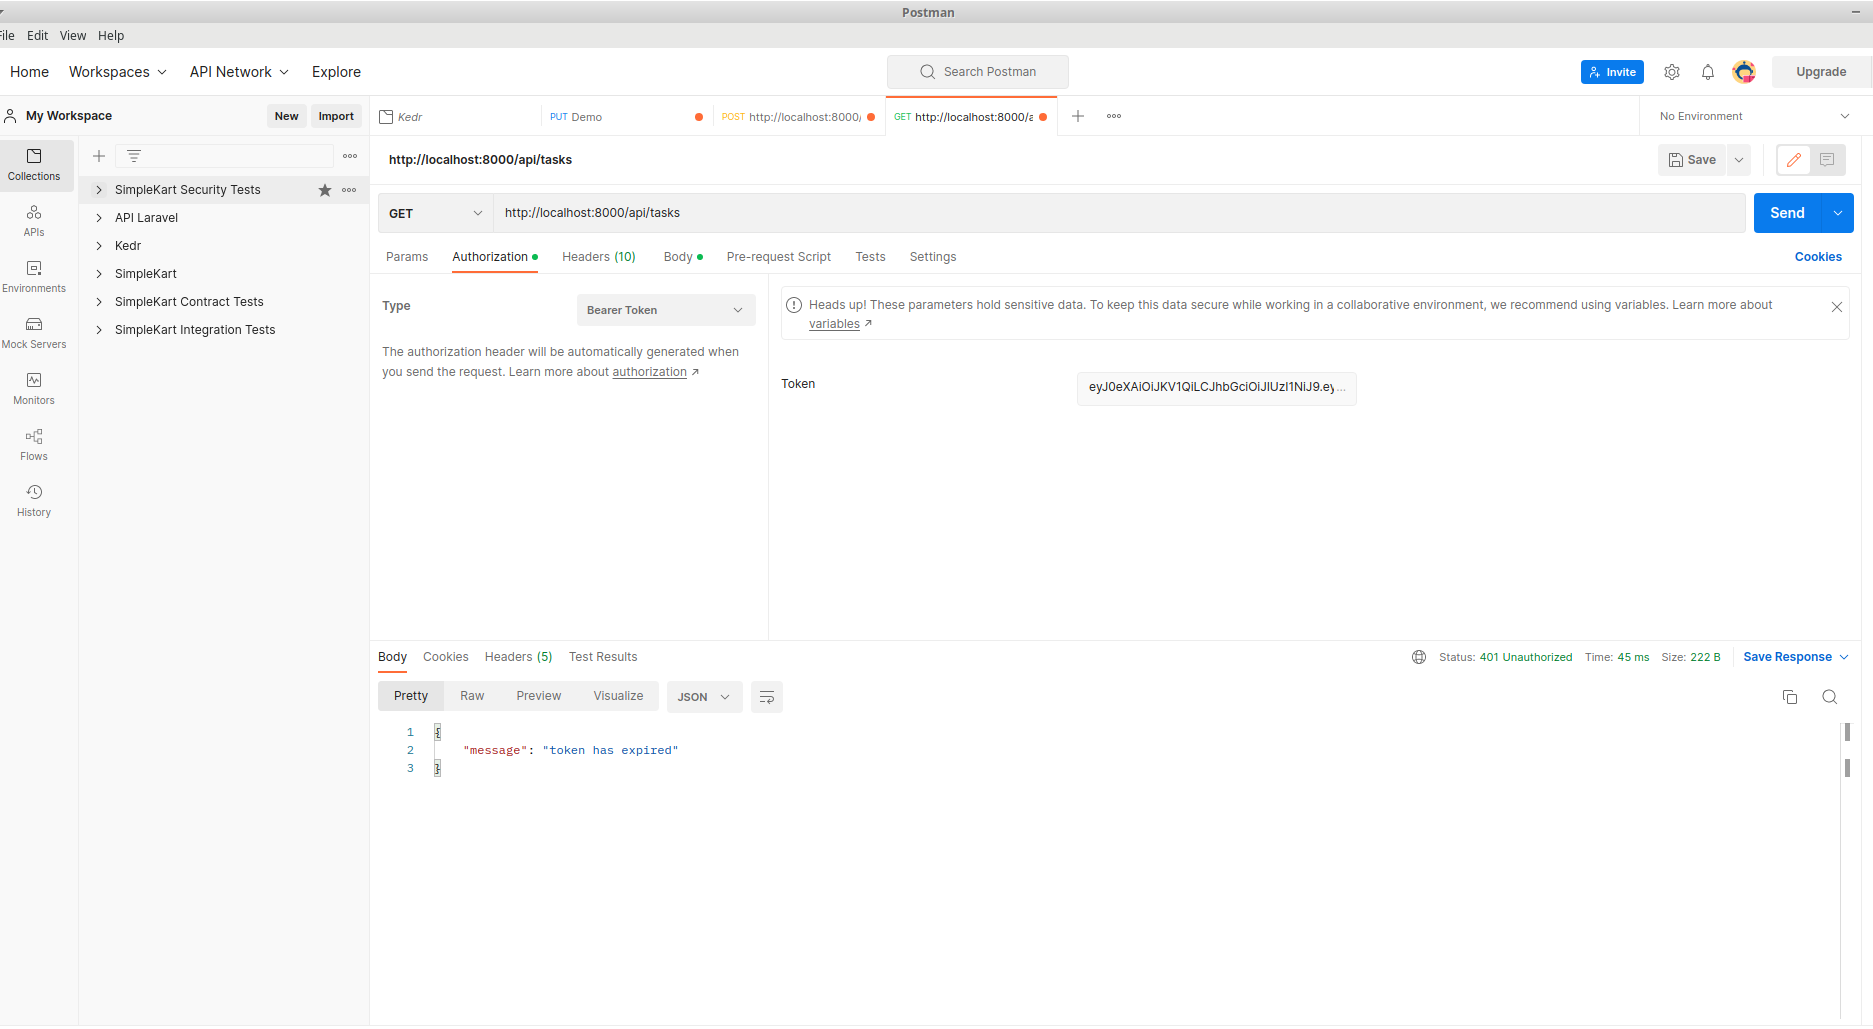 Postman
File Edit View Help
Home Workspaces API Network Explore Search Postman Invite Upgrade
My Workspace New Import Kedr PUT Demo POST http://localhost:8000/ GET http://localhost:8000/a No Environment
Collections
APIs
Environments
Mock Servers
Monitors
Flows
History
SimpleKart Security Tests
API Laravel
Kedr
SimpleKart
SimpleKart Contract Tests
SimpleKart Integration Tests
http://localhost:8000/api/tasks Save
GET http://localhost:8000/api/tasks Send
Params Authorization Headers (10) Body Pre-request Script Tests Settings Cookies
Type Bearer Token
The authorization header will be automatically generated when
you send the request. Learn more about authorization ↗
Heads up! These parameters hold sensitive data. To keep this data secure while working in a collaborative environment, we recommend using variables. Learn more about
variables ↗
Token eyJ0eXAiOiJKV1QiLCJhbGciOiJIUzI1NiJ9.ey...
Body Cookies Headers (5) Test Results Status: 401 Unauthorized Time: 45 ms Size: 222 B Save Response
Pretty Raw Preview Visualize JSON
1 {
2 "message": "token has expired"
3 }